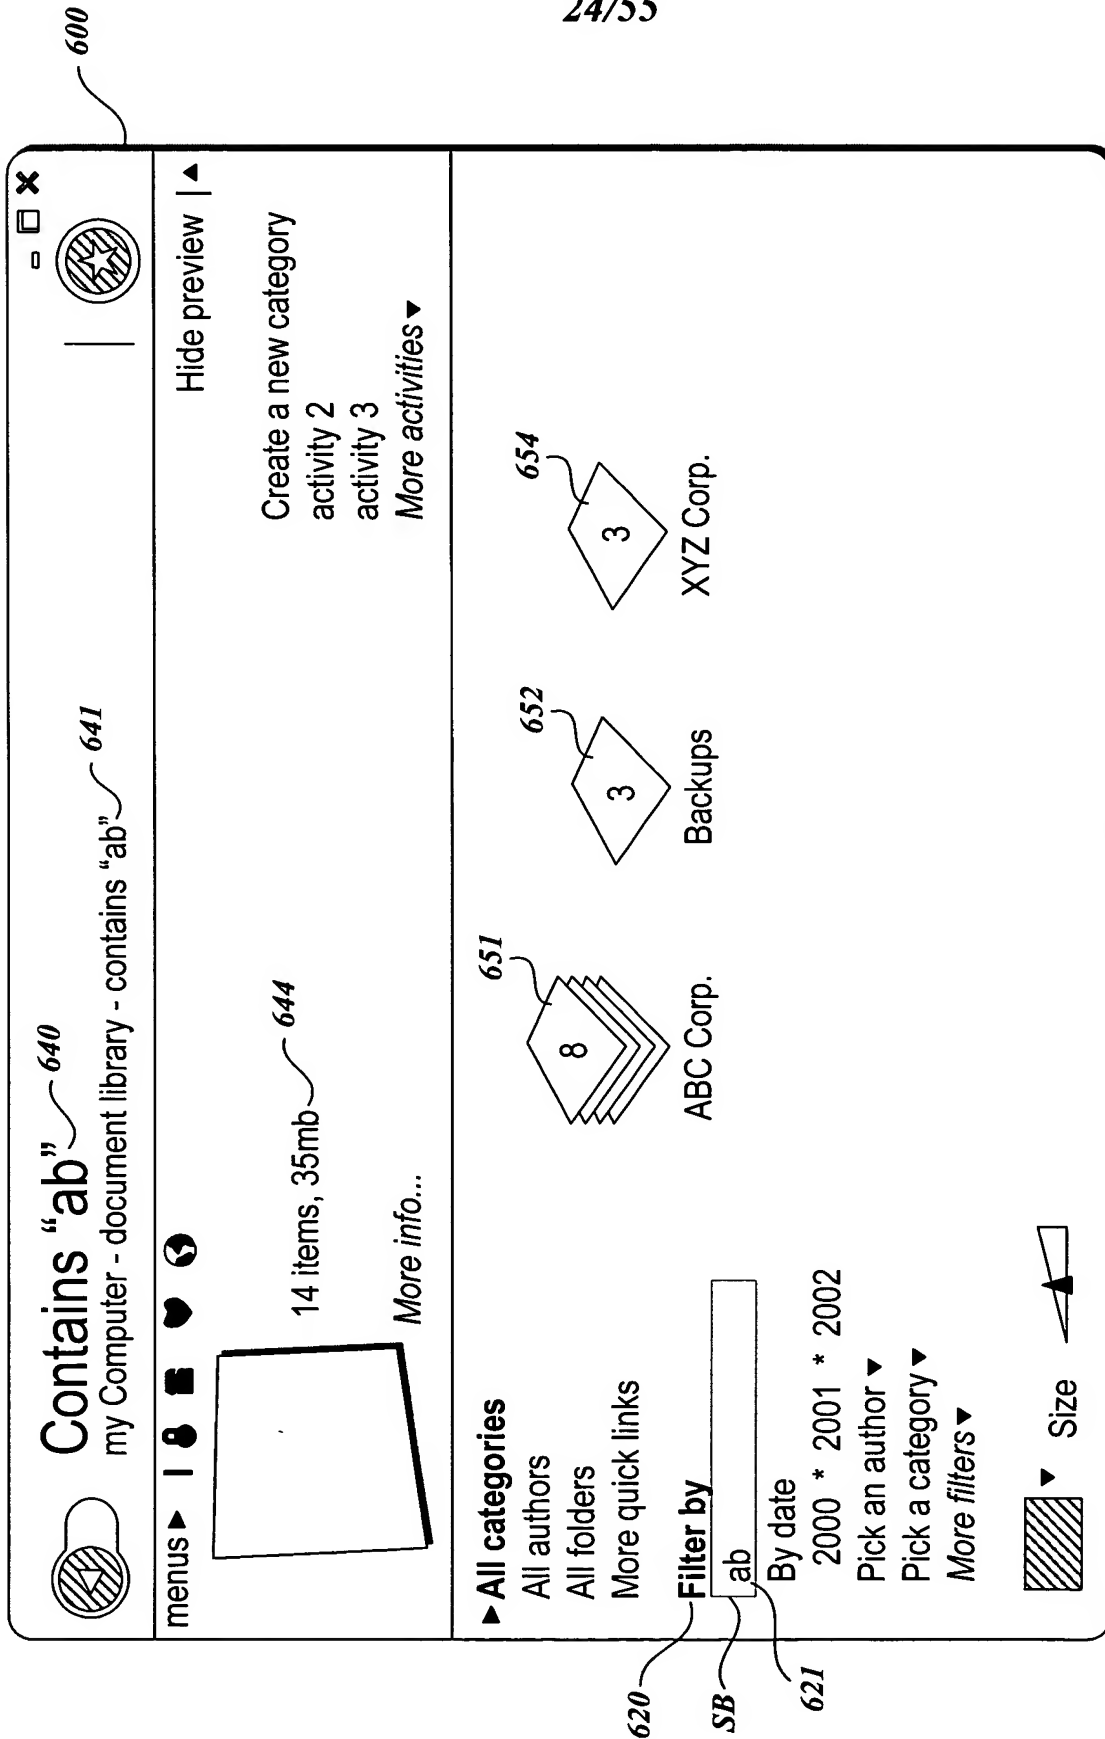 24/55
600
Contains “ab”
640
my Computer - document library - contains “ab”
641
menus
Hide preview
14 items, 35mb
644
More info...
Create a new category
activity 2
activity 3
More activities
All categories
All authors
All folders
More quick links
620
Filter by
SB
ab
621
By date
2000 * 2001 * 2002
Pick an author
Pick a category
More filters
Size
651
8
ABC Corp.
652
3
Backups
654
3
XYZ Corp.